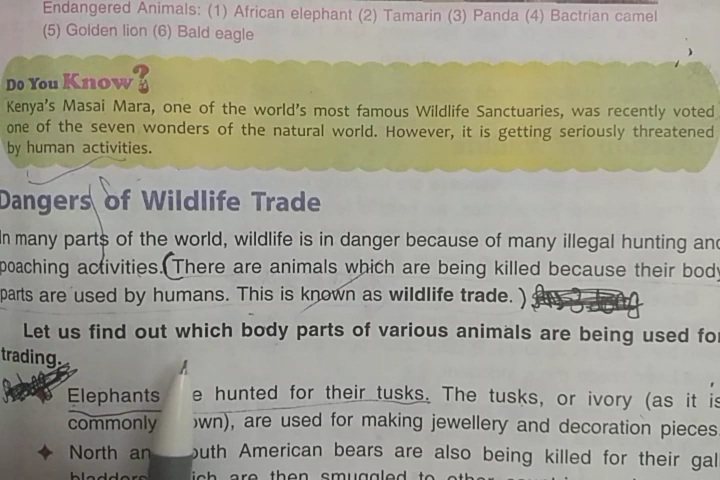 Endangered Animals: (1) African elephant (2) Tamarin (3) Panda (4) Bactrian camel
(5) Golden lion (6) Bald eagle
Do You Know?
Kenya's Masai Mara, one of the world's most famous Wildlife Sanctuaries, was recently voted
one of the seven wonders of the natural world. However, it is getting seriously threatened
by human activities.
Dangers of Wildlife Trade
In many parts of the world, wildlife is in danger because of many illegal hunting and
poaching activities. (There are animals which are being killed because their body
parts are used by humans. This is known as wildlife trade. )
Let us find out which body parts of various animals are being used for
trading.
Elephants hunted for their tusks. The tusks, or ivory (as it is
commonly own), are used for making jewellery and decoration pieces.
North an outh American bears are also being killed for their gall
bladders ich are then smuggled to other